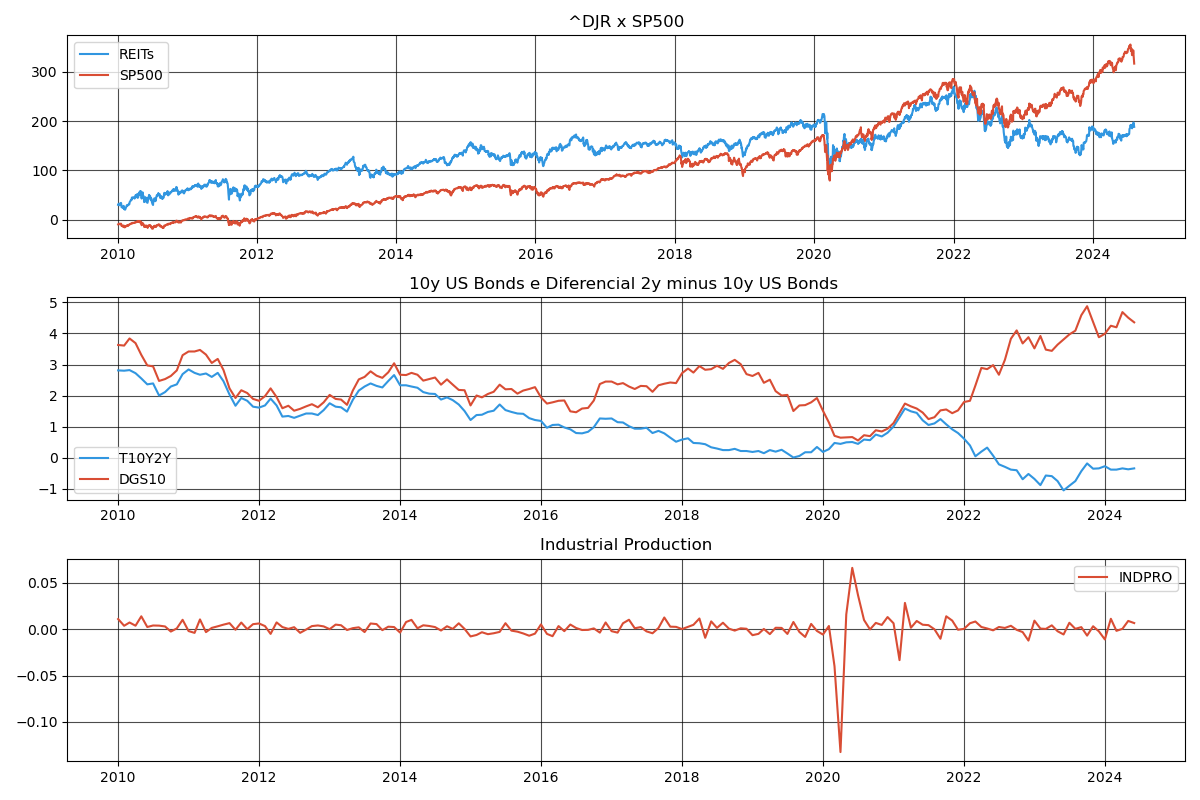 ^DJR x SP500
REITs
SP500
300
200
100
0
2010 2012 2014 2016 2018 2020 2022 2024
10y US Bonds e Diferencial 2y minus 10y US Bonds
5
4
3
2
1
0
−1
T10Y2Y
DGS10
2010 2012 2014 2016 2018 2020 2022 2024
Industrial Production
INDPRO
0.05
0.00
−0.05
−0.10
2010 2012 2014 2016 2018 2020 2022 2024